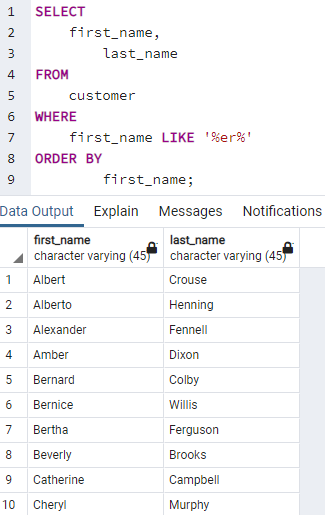 1 SELECT
2 first_name,
3 last_name
4 FROM
5 customer
6 WHERE
7 first_name LIKE '%er%'
8 ORDER BY
9 first_name;
Data Output Explain Messages Notifications
first_name last_name
character varying (45) character varying (45)
1 Albert Crouse
2 Alberto Henning
3 Alexander Fennell
4 Amber Dixon
5 Bernard Colby
6 Bernice Willis
7 Bertha Ferguson
8 Beverly Brooks
9 Catherine Campbell
10 Cheryl Murphy